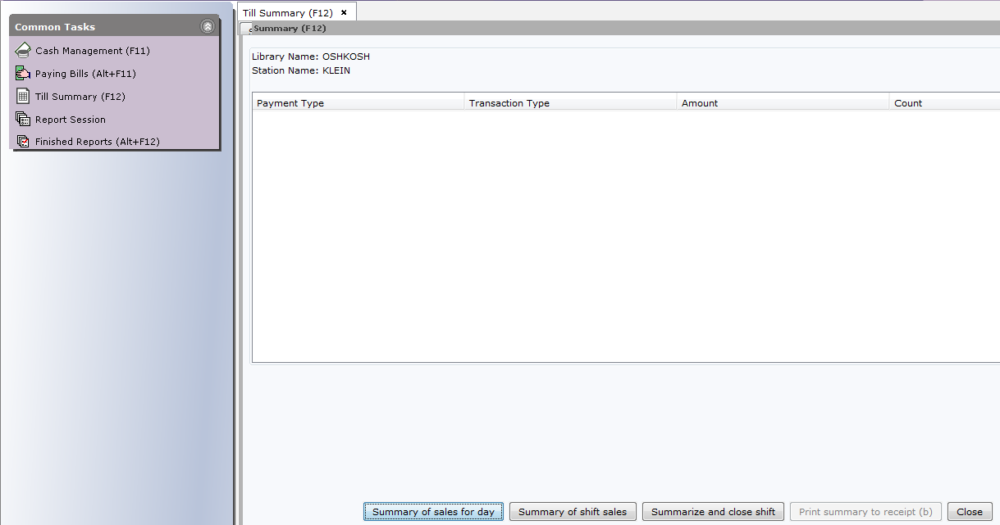 Common Tasks
Cash Management (F11)
Paying Bills (Alt+F11)
Till Summary (F12)
Report Session
Finished Reports (Alt+F12)
Till Summary (F12) ×
Summary (F12)
Library Name: OSHKOSH
Station Name: KLEIN
Payment Type Transaction Type Amount Count
Summary of sales for day Summary of shift sales Summarize and close shift Print summary to receipt (b) Close